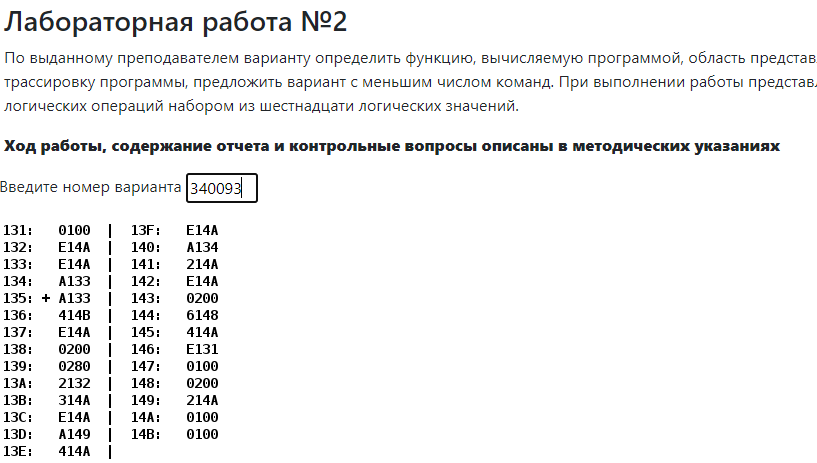 Лабораторная работа №2
По выданному преподавателем варианту определить функцию, вычисляемую программой, область представ
трассировку программы, предложить вариант с меньшим числом команд. При выполнении работы представл
логических операций набором из шестнадцати логических значений.
Ход работы, содержание отчета и контрольные вопросы описаны в методических указаниях
Введите номер варианта 340093
131: 0100 | 13F: E14A
132: E14A | 140: A134
133: E14A | 141: 214A
134: A133 | 142: E14A
135: + A133 | 143: 0200
136: 414B | 144: 6148
137: E14A | 145: 414A
138: 0200 | 146: E131
139: 0280 | 147: 0100
13A: 2132 | 148: 0200
13B: 314A | 149: 214A
13C: E14A | 14A: 0100
13D: A149 | 14B: 0100
13E: 414A |